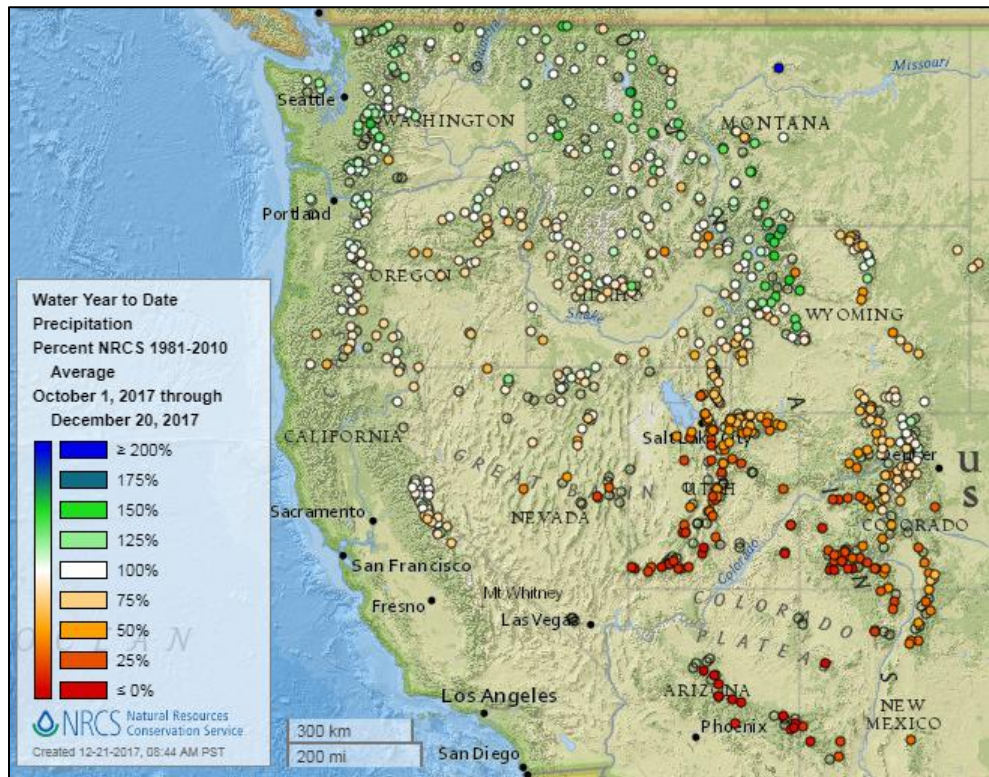 Missouri
Seattle
WASHINGTON
MONTANA
Portland
OREGON
IDAHO
Snake
WYOMING
CALIFORNIA
Salt Lake City
GREAT BASIN
UTAH
Denver
US
NEVADA
COLORADO
Sacramento
San Francisco
Colorado
Mt Whitney
Fresno
Las Vegas
COLORADO
PLATEAU
OCEAN
ARIZONA
Los Angeles
Phoenix
NEW
MEXICO
San Diego
Water Year to Date
Precipitation
Percent NRCS 1981-2010
Average
October 1, 2017 through
December 20, 2017
≥ 200%
175%
150%
125%
100%
75%
50%
25%
≤ 0%
NRCS Natural Resources
Conservation Service
Created 12-21-2017, 08:44 AM PST
300 km
200 mi